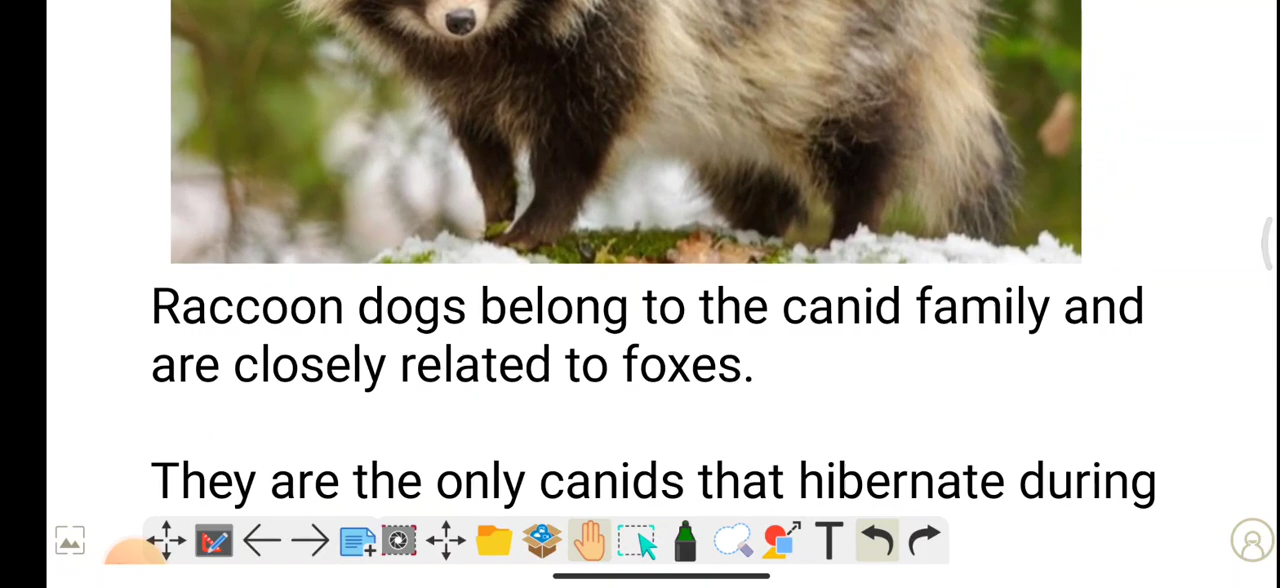 Raccoon dogs belong to the canid family and
are closely related to foxes.
They are the only canids that hibernate during